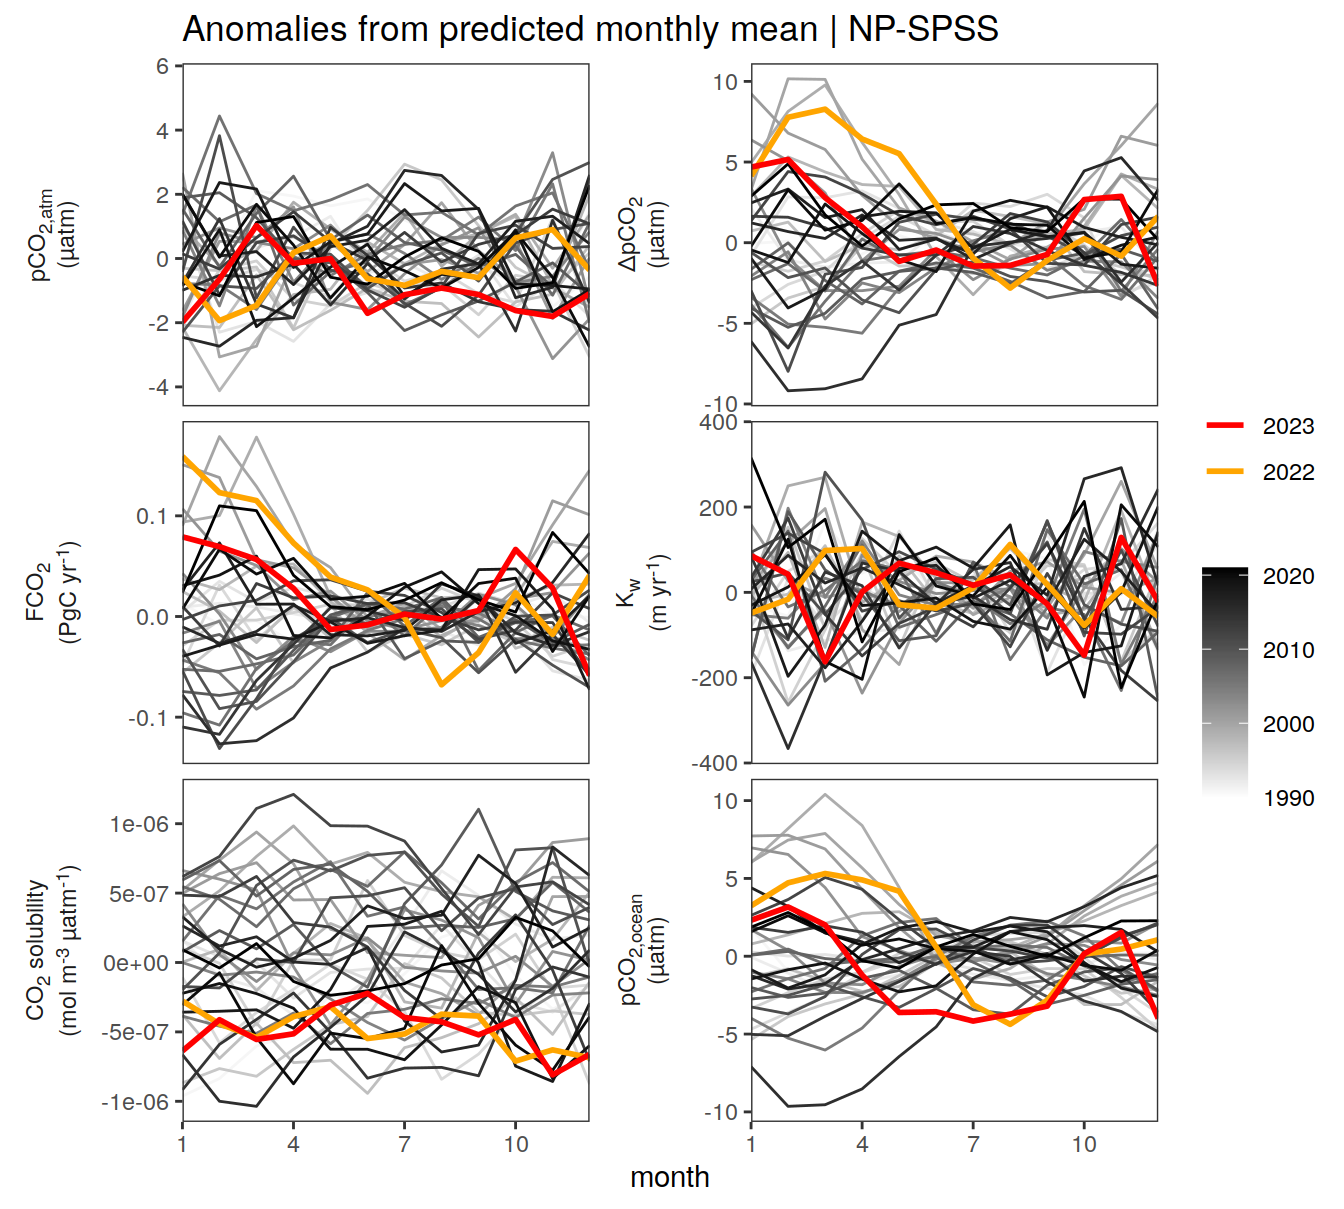 Anomalies from predicted monthly mean | NP-SPSS
pCO2,atm
(µatm)
6
4
2
0
-2
-4
ΔpCO2
(µatm)
10
5
0
-5
-10
FCO2
(PgC yr-1)
0.1
0.0
-0.1
Kw
(m yr-1)
400
200
0
-200
-400
CO2 solubility
(mol m-3 µatm-1)
1e-06
5e-07
0e+00
-5e-07
-1e-06
1 4 7 10
pCO2,ocean
(µatm)
10
5
0
-5
-10
1 4 7 10
month
2023
2022
2020
2010
2000
1990